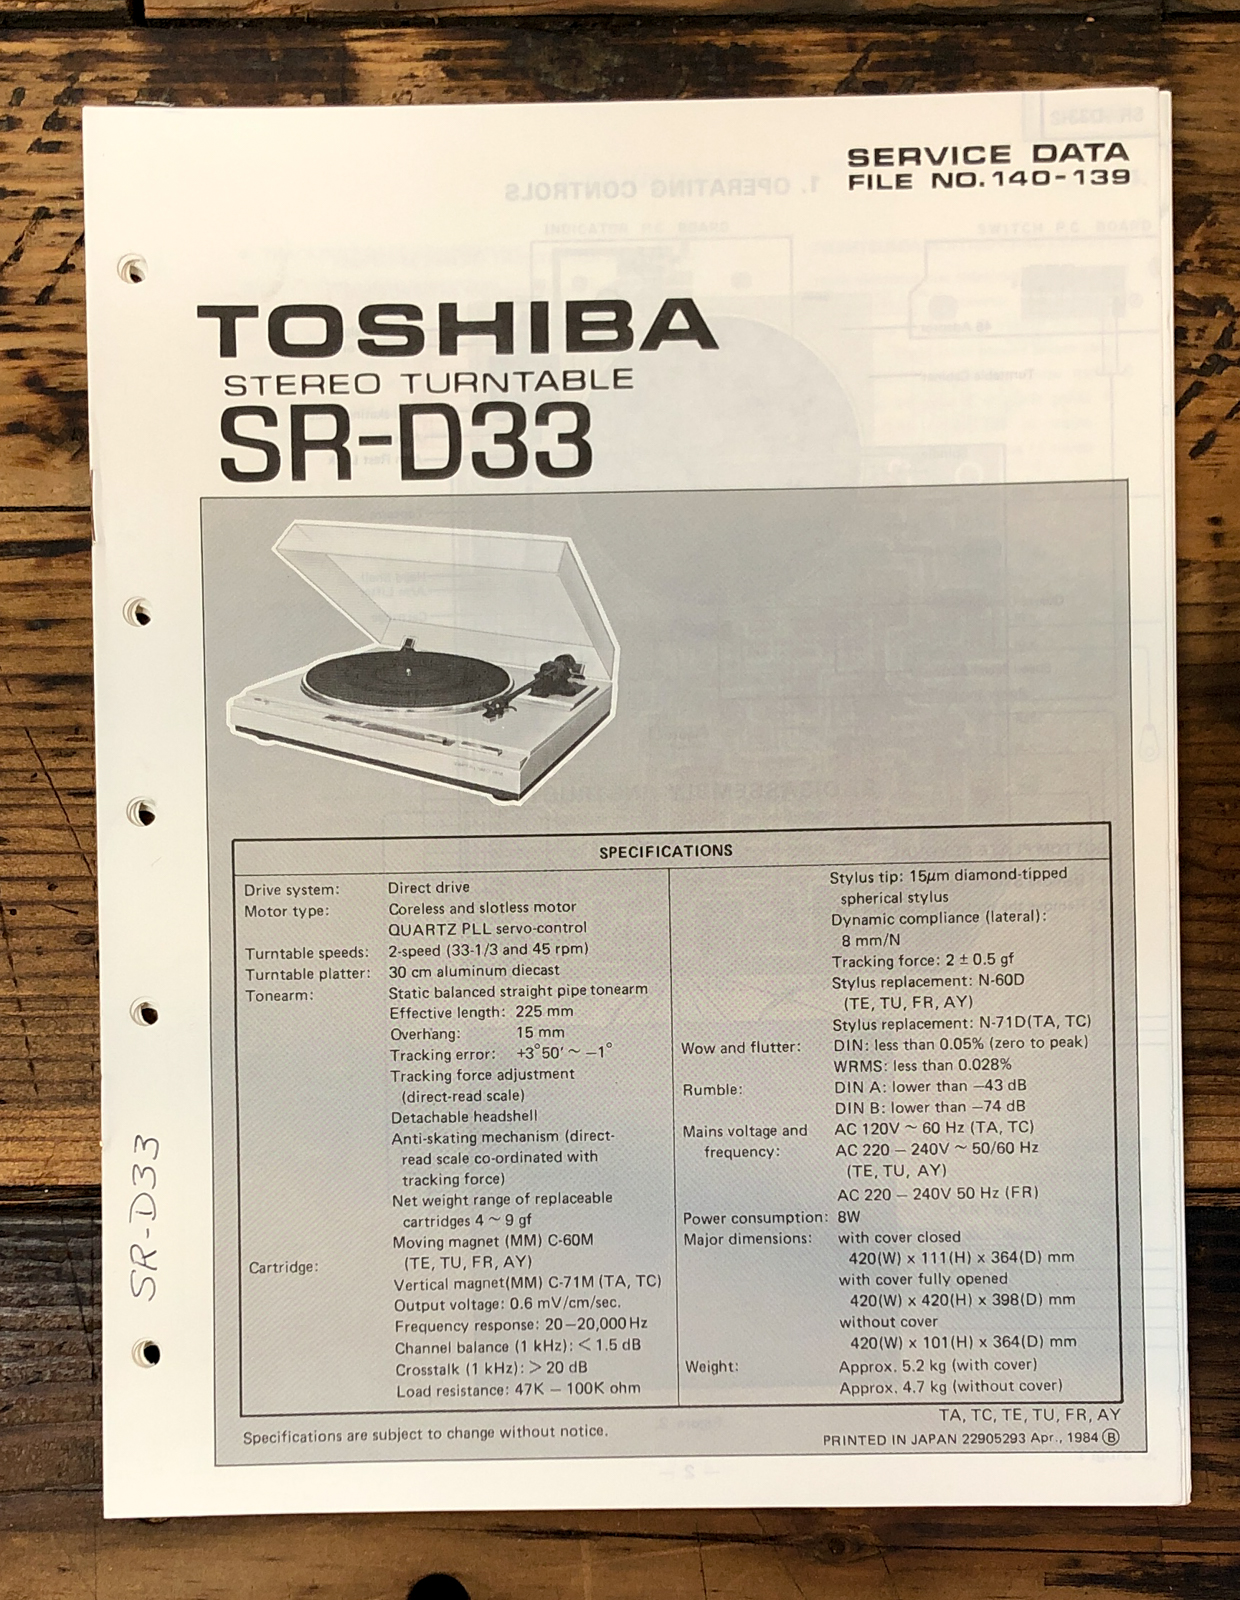 SERVICE DATA
FILE NO. 140-139
TOSHIBA
STEREO TURNTABLE
SR-D33
SPECIFICATIONS
Drive system: Direct drive
Motor type: Coreless and slotless motor
QUARTZ PLL servo-control
Turntable speeds: 2-speed (33-1/3 and 45 rpm)
Turntable platter: 30 cm aluminum diecast
Tonearm: Static balanced straight pipe tonearm
Effective length: 225 mm
Overhang: 15 mm
Tracking error: +3°50' ~ −1°
Tracking force adjustment
(direct-read scale)
Detachable headshell
Anti-skating mechanism (direct-
read scale co-ordinated with
tracking force)
Net weight range of replaceable
cartridges 4 ~ 9 gf
Moving magnet (MM) C-60M
Cartridge: (TE, TU, FR, AY)
Vertical magnet(MM) C-71M (TA, TC)
Output voltage: 0.6 mV/cm/sec.
Frequency response: 20−20,000 Hz
Channel balance (1 kHz): < 1.5 dB
Crosstalk (1 kHz): > 20 dB
Load resistance: 47K − 100K ohm
Stylus tip: 15μm diamond-tipped
spherical stylus
Dynamic compliance (lateral):
8 mm/N
Tracking force: 2 ± 0.5 gf
Stylus replacement: N-60D
(TE, TU, FR, AY)
Stylus replacement: N-71D(TA, TC)
Wow and flutter: DIN: less than 0.05% (zero to peak)
WRMS: less than 0.028%
Rumble: DIN A: lower than −43 dB
DIN B: lower than −74 dB
Mains voltage and AC 120V ~ 60 Hz (TA, TC)
frequency: AC 220 − 240V ~ 50/60 Hz
(TE, TU, AY)
AC 220 − 240V 50 Hz (FR)
Power consumption: 8W
Major dimensions: with cover closed
420(W) x 111(H) x 364(D) mm
with cover fully opened
420(W) x 420(H) x 398(D) mm
without cover
420(W) x 101(H) x 364(D) mm
Weight: Approx. 5.2 kg (with cover)
Approx. 4.7 kg (without cover)
TA, TC, TE, TU, FR, AY
Specifications are subject to change without notice.
PRINTED IN JAPAN 22905293 Apr., 1984 Ⓑ
SR-D33